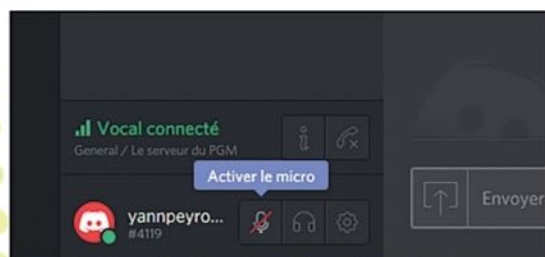 Vocal connecté
General / Le serveur du PGM
Activer le micro
yannpeyro...
#4119
Envoyer